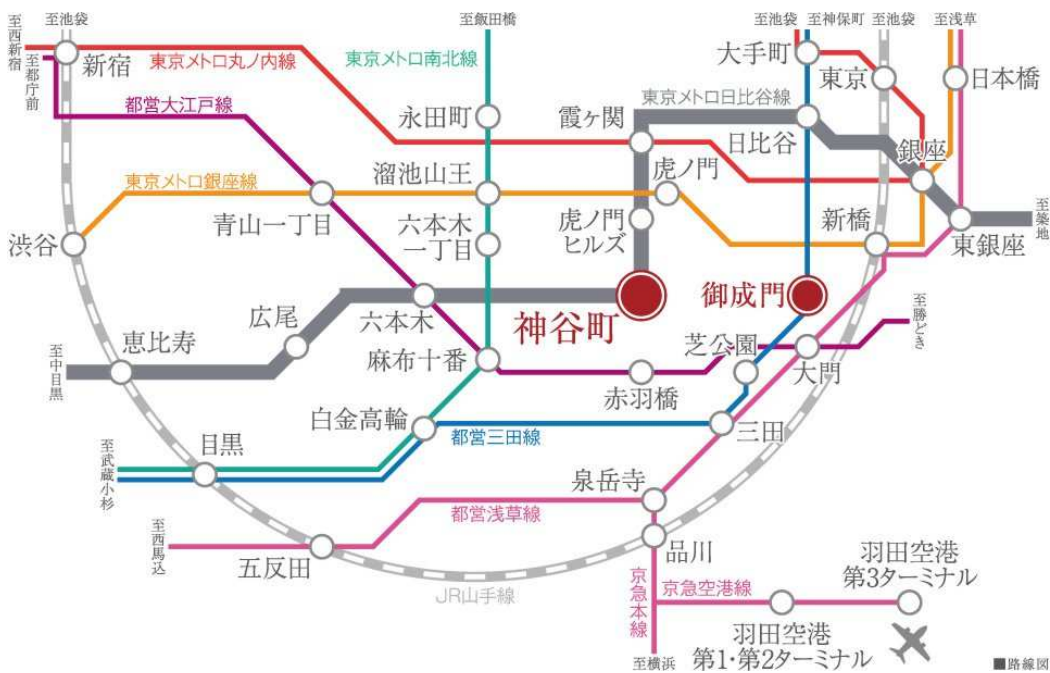 至池袋
至飯田橋
至池袋
至神保町
至池袋
至浅草
至西新宿
至都庁前
新宿
東京メトロ丸ノ内線
東京メトロ南北線
大手町
東京
日本橋
都営大江戸線
永田町
霞ヶ関
東京メトロ日比谷線
日比谷
銀座
東京メトロ銀座線
溜池山王
虎ノ門
青山一丁目
六本木
一丁目
虎ノ門
ヒルズ
新橋
東銀座
至築地
渋谷
広尾
六本木
神谷町
御成門
至勝どき
恵比寿
至中目黒
麻布十番
芝公園
赤羽橋
大門
白金高輪
都営三田線
三田
目黒
至武蔵小杉
泉岳寺
都営浅草線
至西馬込
五反田
品川
JR山手線
京急本線
京急空港線
羽田空港
第3ターミナル
羽田空港
第1・第2ターミナル
至横浜
■路線図